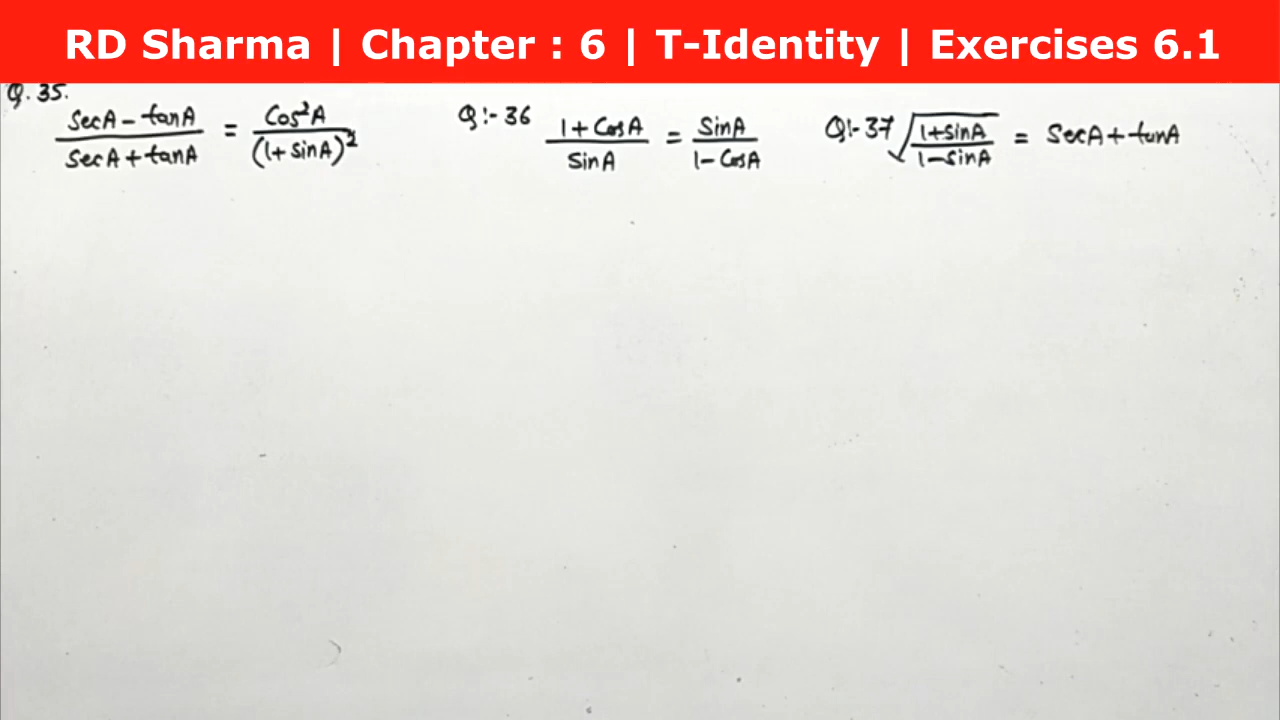 RD Sharma | Chapter : 6 | T-Identity | Exercises 6.1
Q. 35. (SecA - tanA)/(SecA + tanA) = Cos²A/(1 + sinA)²
Q:- 36 (1 + CosA)/SinA = SinA/(1 - CosA)
Q:- 37 √((1+sinA)/(1-sinA)) = SecA + tanA